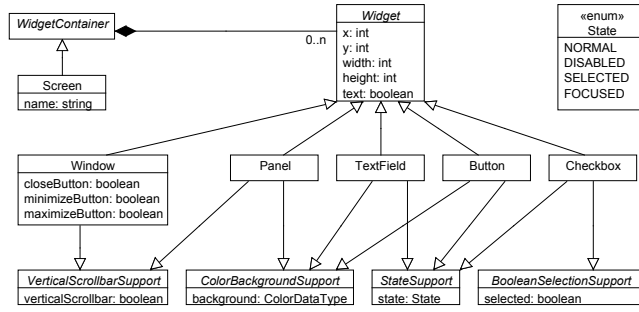 WidgetContainer
0..n
Widget
x: int
y: int
width: int
height: int
text: boolean
«enum»
State
NORMAL
DISABLED
SELECTED
FOCUSED
Screen
name: string
Window
closeButton: boolean
minimizeButton: boolean
maximizeButton: boolean
Panel
TextField
Button
Checkbox
VerticalScrollbarSupport
verticalScrollbar: boolean
ColorBackgroundSupport
background: ColorDataType
StateSupport
state: State
BooleanSelectionSupport
selected: boolean